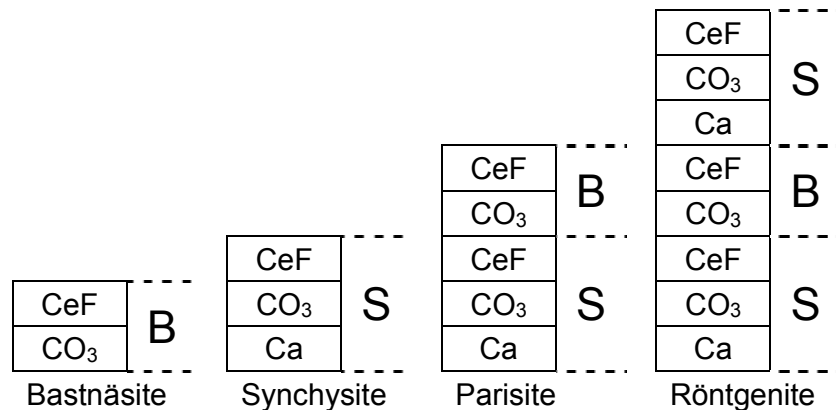 CeF
CO₃
B
Bastnäsite
CeF
CO₃
Ca
S
Synchysite
CeF
CO₃
B
CeF
CO₃
Ca
S
Parisite
CeF
CO₃
Ca
S
CeF
CO₃
B
CeF
CO₃
Ca
S
Röntgenite